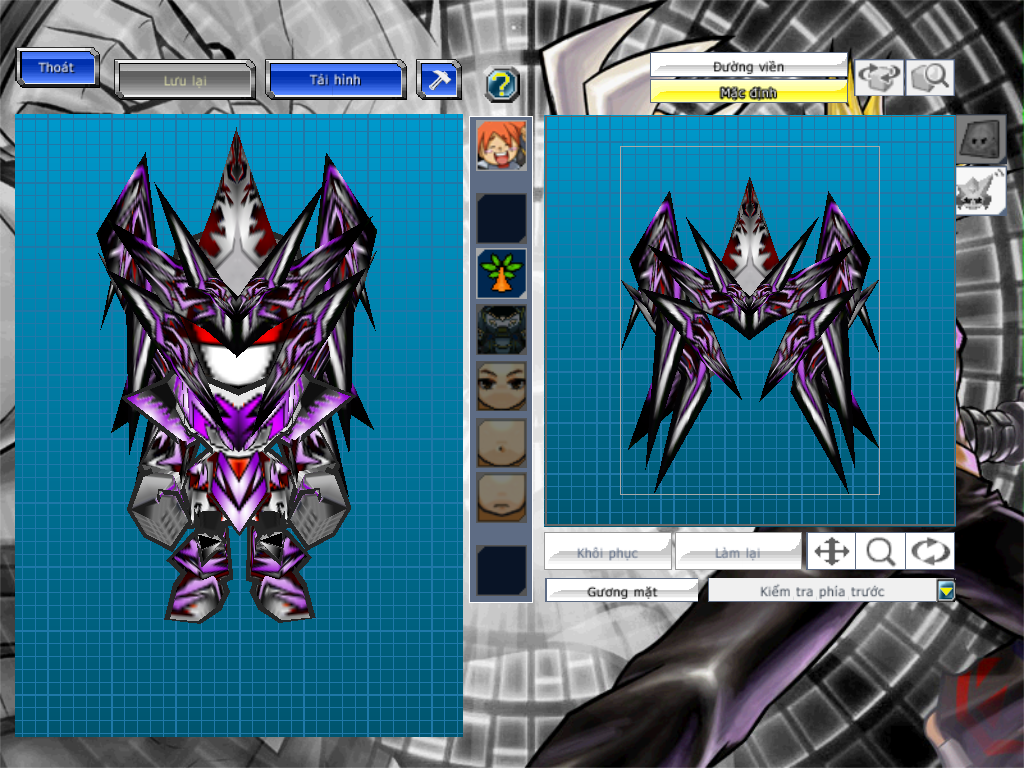 Thoát
Lưu lại
Tải hình
Đường viền
Mặc định
Khôi phục
Làm lại
Gương mặt
Kiểm tra phía trước